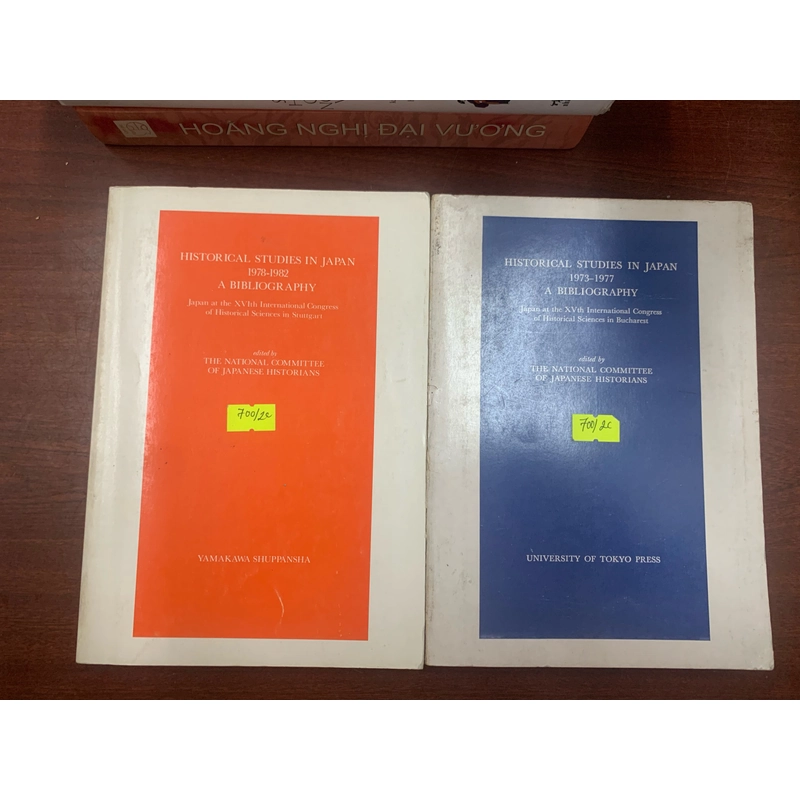 HOÀNG NGHỊ ĐẠI VƯƠNG
HISTORICAL STUDIES IN JAPAN
1978-1982
A BIBLIOGRAPHY
Japan at the XVIth International Congress
of Historical Sciences in Stuttgart
edited by
THE NATIONAL COMMITTEE
OF JAPANESE HISTORIANS
700/2c
YAMAKAWA SHUPPANSHA
HISTORICAL STUDIES IN JAPAN
1973-1977
A BIBLIOGRAPHY
Japan at the XVth International Congress
of Historical Sciences in Bucharest
edited by
THE NATIONAL COMMITTEE
OF JAPANESE HISTORIANS
700/2c
UNIVERSITY OF TOKYO PRESS